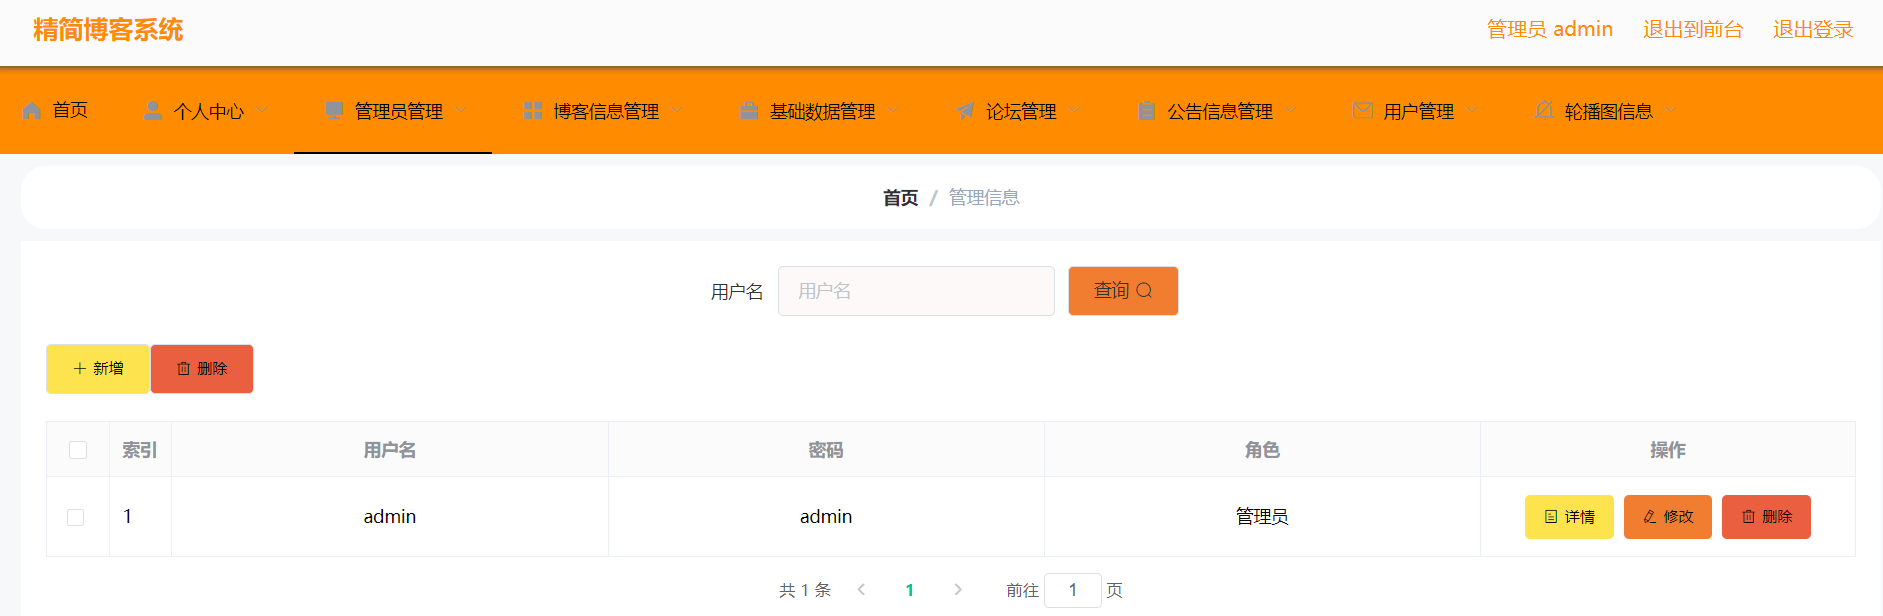 精简博客系统 管理员 admin 退出到前台 退出登录
首页 个人中心 管理员管理 博客信息管理 基础数据管理 论坛管理 公告信息管理 用户管理 轮播图信息
首页 / 管理信息
用户名 用户名 查询
新增 删除
索引 用户名 密码 角色 操作
1 admin admin 管理员 详情 修改 删除
共 1 条 1 前往 1 页